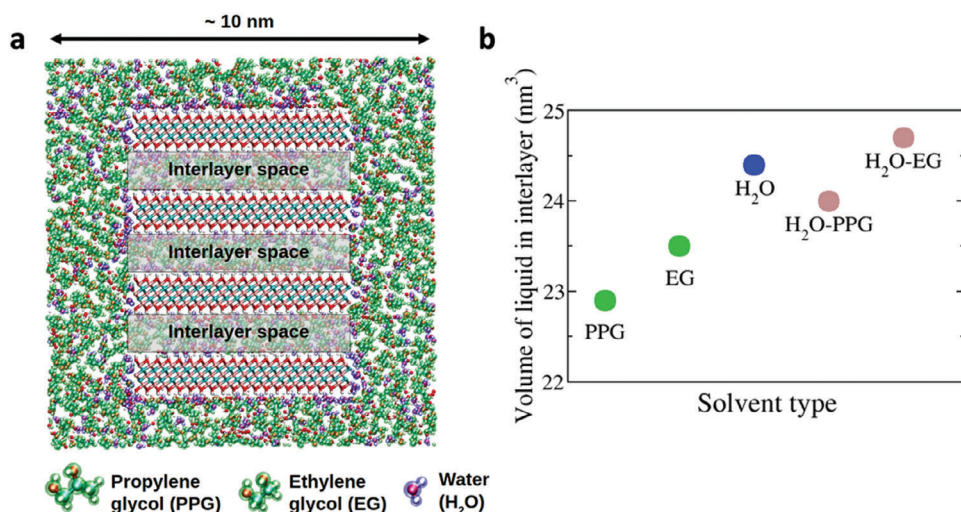 a
~ 10 nm
Interlayer space
Interlayer space
Interlayer space
Propylene
glycol (PPG)
Ethylene
glycol (EG)
Water
(H₂O)
b
Volume of liquid in interlayer (nm³)
25
24
23
22
PPG
EG
H₂O
H₂O-PPG
H₂O-EG
Solvent type